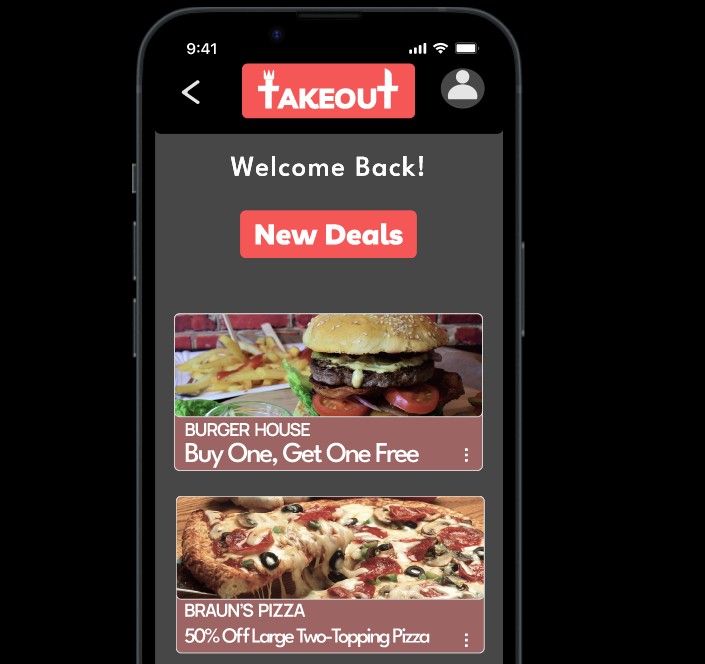 9:41
TAKEOUT
Welcome Back!
New Deals
BURGER HOUSE
Buy One, Get One Free
BRAUN'S PIZZA
50% Off Large Two-Topping Pizza